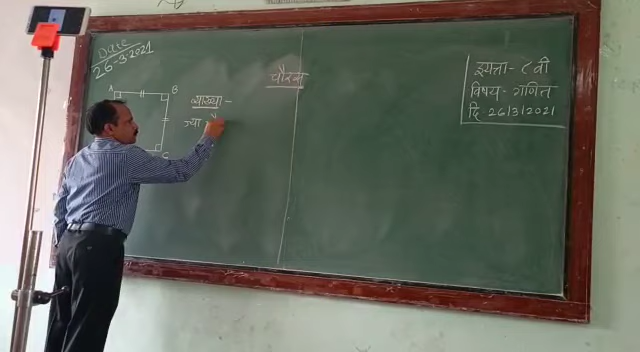 Date
26-3-2021
चौरस
इयत्ता - ८ वी
विषय - गणित
दि 26/3/2021
A B
C
व्याख्या -
ज्या